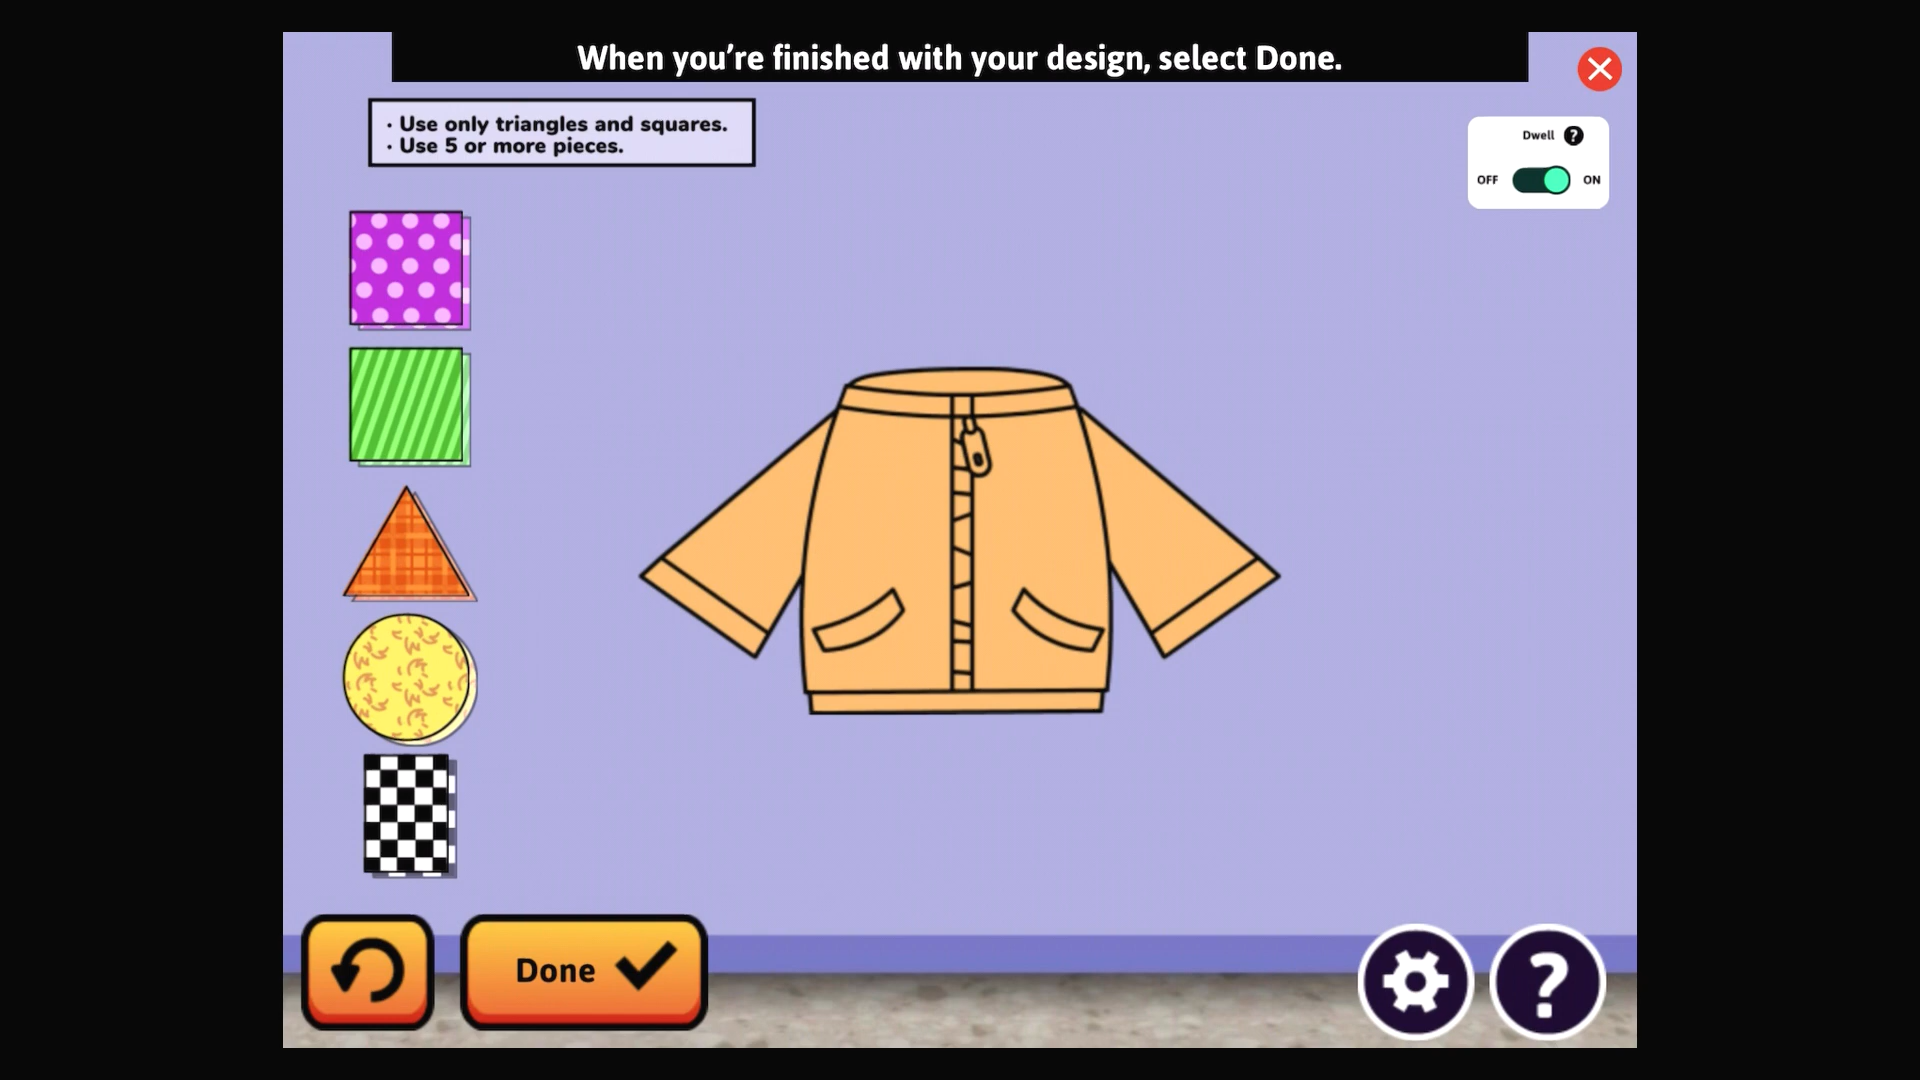 When you’re finished with your design, select Done.
· Use only triangles and squares.
· Use 5 or more pieces.
Dwell ?
OFF ON
Done
?